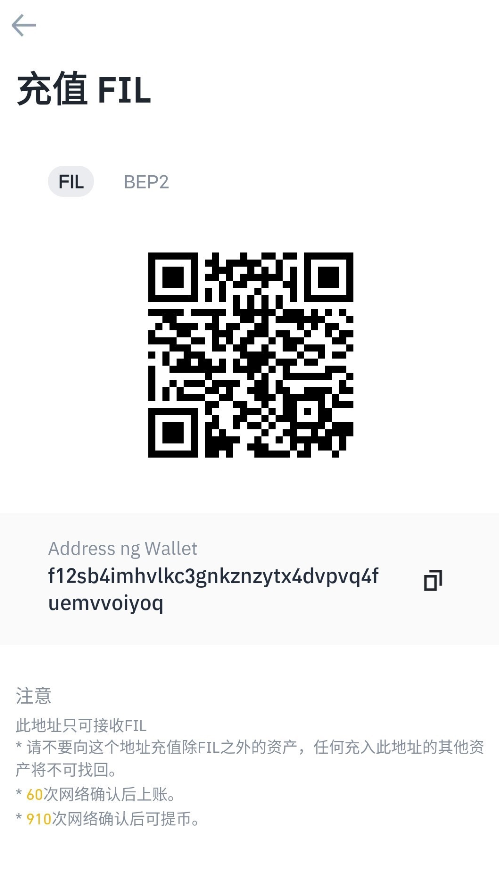 充值 FIL
FIL BEP2
Address ng Wallet
f12sb4imhvlkc3gnkznzytx4dvpvq4f
uemvvoiyoq
注意
此地址只可接收FIL
* 请不要向这个地址充值除FIL之外的资产，任何充入此地址的其他资
产将不可找回。
* 60次网络确认后上账。
* 910次网络确认后可提币。